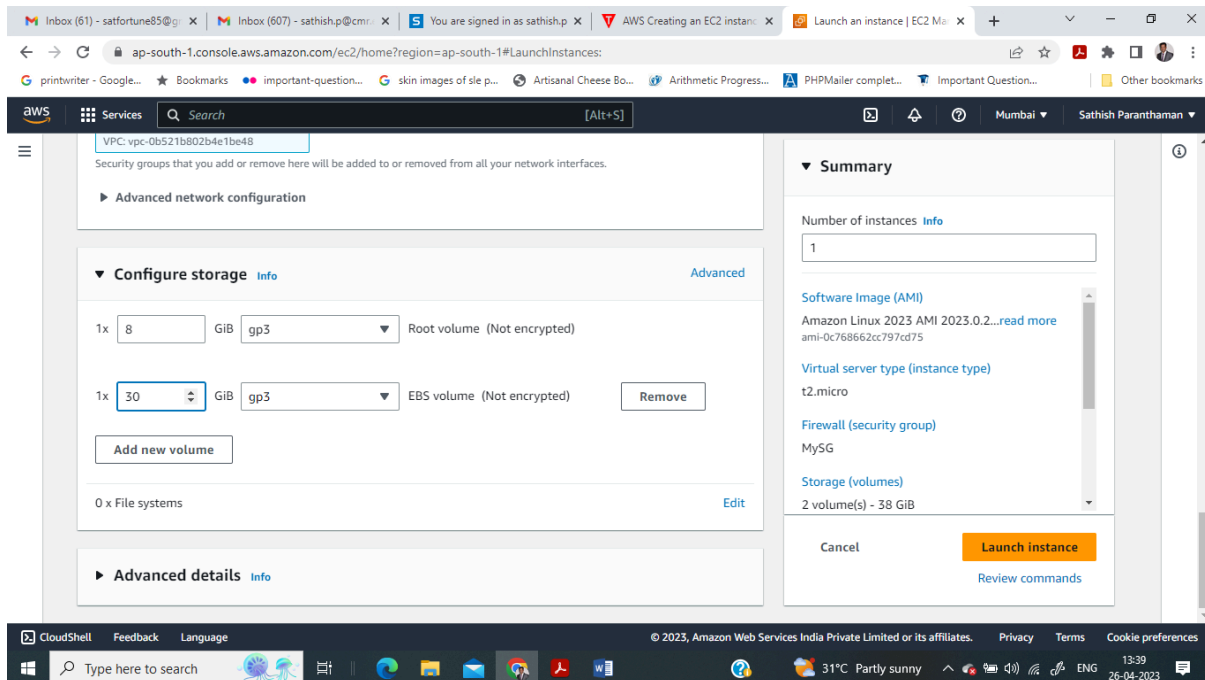 Inbox (61) - satfortune85@g
Inbox (607) - sathish.p@cmr.
You are signed in as sathish.p
AWS Creating an EC2 instanc
Launch an instance | EC2 Ma
ap-south-1.console.aws.amazon.com/ec2/home?region=ap-south-1#LaunchInstances:
printwriter - Google...
Bookmarks
important-question...
skin images of sle p...
Artisanal Cheese Bo...
Arithmetic Progress...
PHPMailer complet...
Important Question...
Other bookmarks
aws
Services
Search
[Alt+S]
Mumbai
Sathish Paranthaman
VPC: vpc-0b521b802b4e1be48
Security groups that you add or remove here will be added to or removed from all your network interfaces.
Advanced network configuration
Configure storage Info
Advanced
1x 8 GiB gp3 Root volume (Not encrypted)
1x 30 GiB gp3 EBS volume (Not encrypted) Remove
Add new volume
0 x File systems
Edit
Advanced details Info
Summary
Number of instances Info
1
Software Image (AMI)
Amazon Linux 2023 AMI 2023.0.2...read more
ami-0c768662cc797cd75
Virtual server type (instance type)
t2.micro
Firewall (security group)
MySG
Storage (volumes)
2 volume(s) - 38 GiB
Cancel
Launch instance
Review commands
CloudShell Feedback Language
© 2023, Amazon Web Services India Private Limited or its affiliates. Privacy Terms Cookie preferences
Type here to search
31°C Partly sunny
ENG
13:39
26-04-2023